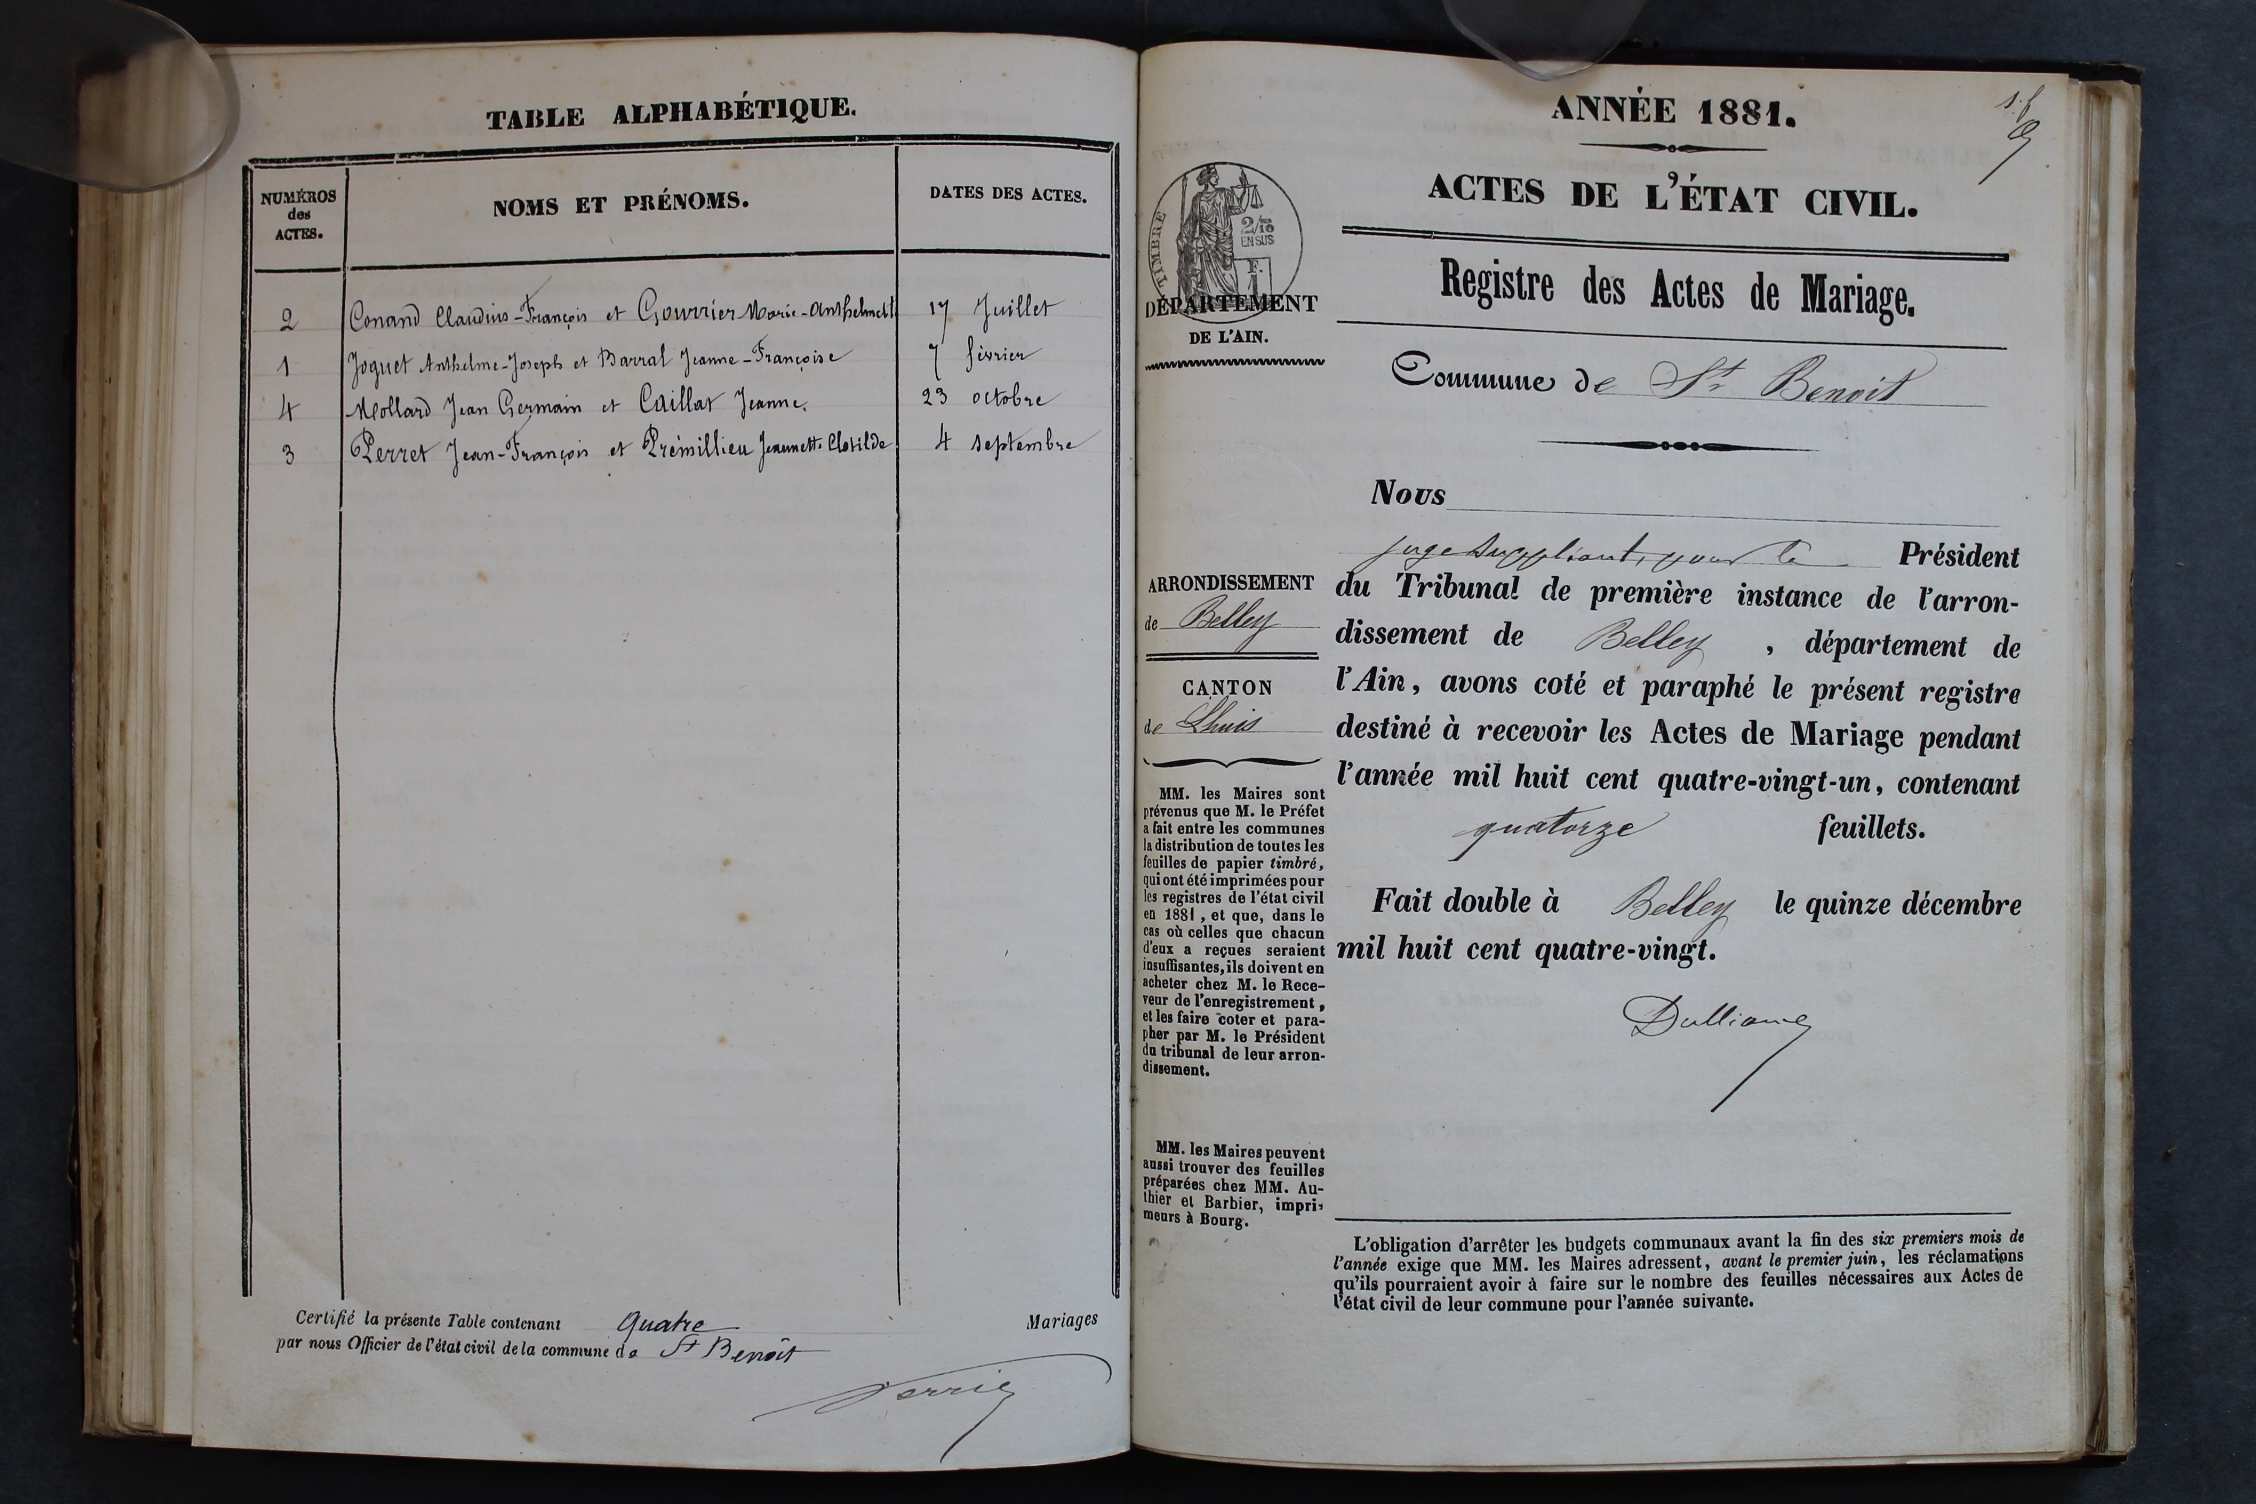 TABLE ALPHABÉTIQUE.
NUMÉROS
des
ACTES.
NOMS ET PRÉNOMS.
DATES DES ACTES.
2 Conand Claudius-François et Gourrier Marie-Anthelmette 17 Juillet
1 Joguet Anthelme-Joseph et Barral Jeanne-Françoise 7 février
4 Mollard Jean Germain et Caillat Jeanne. 23 octobre
3 Perret Jean-François et Prémillieu Jeannette Clotilde 4 septembre
Certifié la présente Table contenant quatre Mariages
par nous Officier de l'état civil de la commune de St Benoît
ANNÉE 1881.
ACTES DE L'ÉTAT CIVIL.
TIMBRE
2/10
EN SUS
F.
1
DÉPARTEMENT
DE L'AIN.
Registre des Actes de Mariage.
Commune de St Benoit
Nous
juge suppléant, pour le Président
du Tribunal de première instance de l'arron-
dissement de Belley, département de
l'Ain, avons coté et paraphé le présent registre
destiné à recevoir les Actes de Mariage pendant
l'année mil huit cent quatre-vingt-un, contenant
quatorze feuillets.
Fait double à Belley le quinze décembre
mil huit cent quatre-vingt.
ARRONDISSEMENT
de Belley
CANTON
de Lhuis
MM. les Maires sont
prévenus que M. le Préfet
a fait entre les communes
la distribution de toutes les
feuilles de papier timbré,
qui ont été imprimées pour
les registres de l'état civil
en 1881, et que, dans le
cas où celles que chacun
d'eux a reçues seraient
insuffisantes, ils doivent en
acheter chez M. le Rece-
veur de l'enregistrement,
et les faire coter et para-
pher par M. le Président
du tribunal de leur arron-
dissement.
MM. les Maires peuvent
aussi trouver des feuilles
préparées chez MM. Au-
thier et Barbier, impri-
meurs à Bourg.
L'obligation d'arrêter les budgets communaux avant la fin des six premiers mois de
l'année exige que MM. les Maires adressent, avant le premier juin, les réclamations
qu'ils pourraient avoir à faire sur le nombre des feuilles nécessaires aux Actes de
l'état civil de leur commune pour l'année suivante.